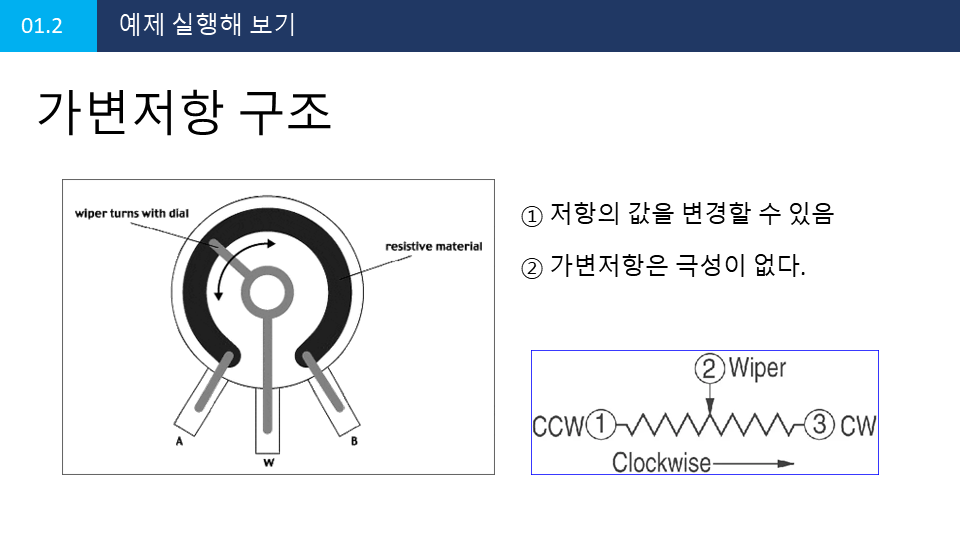 01.2
예제 실행해 보기
가변저항 구조
wiper turns with dial
resistive material
A
W
B
① 저항의 값을 변경할 수 있음
② 가변저항은 극성이 없다.
2 Wiper
CCW 1 3 CW
Clockwise